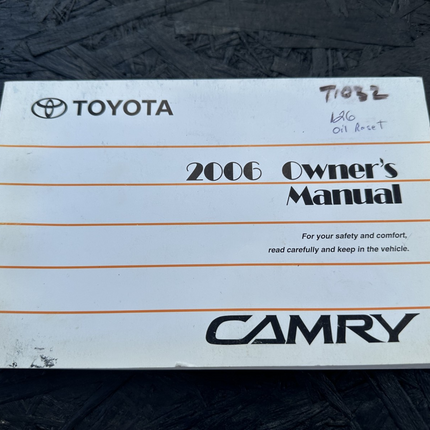 TOYOTA
T1032
126
Oil Reset
2006 Owner's
Manual
For your safety and comfort,
read carefully and keep in the vehicle.
CAMRY